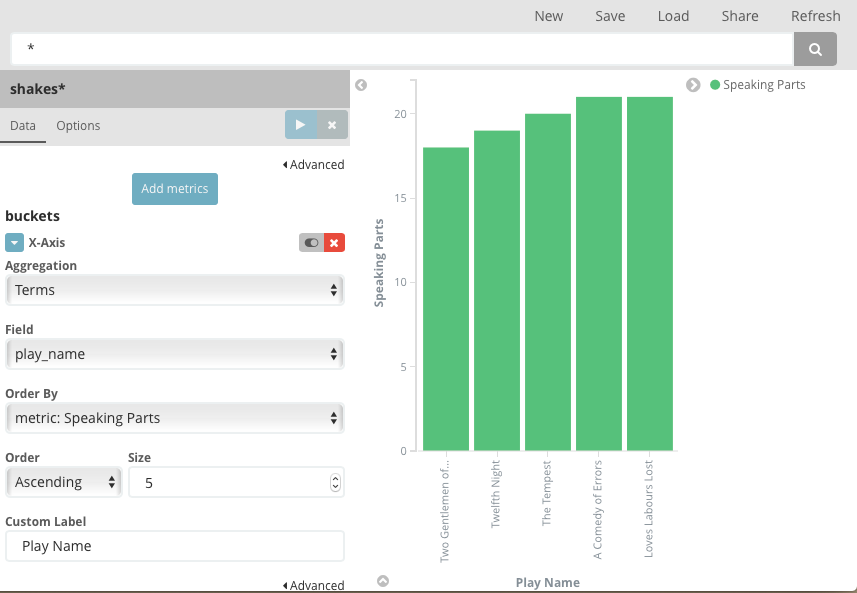 New Save Load Share Refresh
*
shakes*
Data Options
Advanced
Add metrics
buckets
X-Axis
Aggregation
Terms
Field
play_name
Order By
metric: Speaking Parts
Order Size
Ascending 5
Custom Label
Play Name
Advanced
Speaking Parts
20
15
10
5
0
Speaking Parts
Two Gentlemen of...
Twelfth Night
The Tempest
A Comedy of Errors
Loves Labours Lost
Play Name